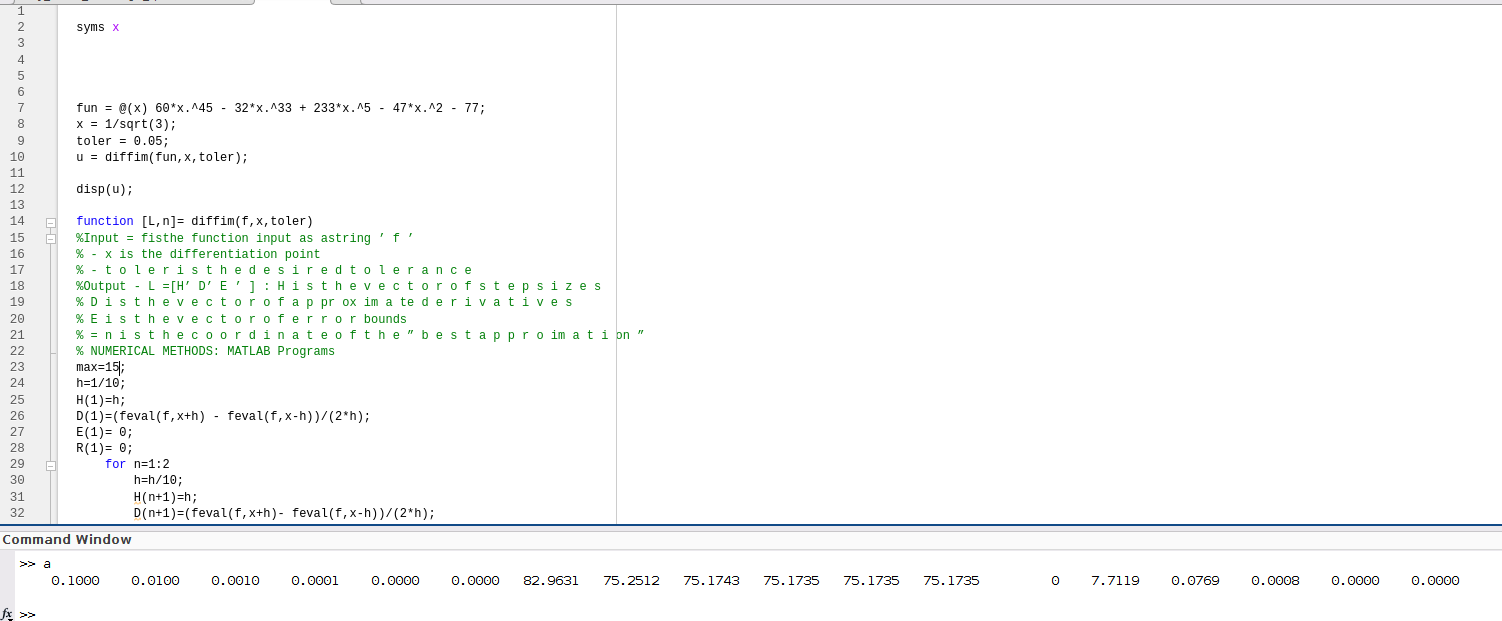 1
2 syms x
3
4
5
6
7 fun = @(x) 60*x.^45 - 32*x.^33 + 233*x.^5 - 47*x.^2 - 77;
8 x = 1/sqrt(3);
9 toler = 0.05;
10 u = diffim(fun,x,toler);
11
12 disp(u);
13
14 function [L,n]= diffim(f,x,toler)
15 %Input = fisthe function input as astring ’ f ’
16 % - x is the differentiation point
17 % - t o l e r i s t h e d e s i r e d t o l e r a n c e
18 %Output - L =[H’ D’ E ’ ] : H i s t h e v e c t o r o f s t e p s i z e s
19 % D i s t h e v e c t o r o f a p pr ox im a te d e r i v a t i v e s
20 % E i s t h e v e c t o r o f e r r o r bounds
21 % = n i s t h e c o o r d i n a t e o f t h e ” b e s t a p p r o im a t i on ”
22 % NUMERICAL METHODS: MATLAB Programs
23 max=15;
24 h=1/10;
25 H(1)=h;
26 D(1)=(feval(f,x+h) - feval(f,x-h))/(2*h);
27 E(1)= 0;
28 R(1)= 0;
29 for n=1:2
30 h=h/10;
31 H(n+1)=h;
32 D(n+1)=(feval(f,x+h)- feval(f,x-h))/(2*h);
Command Window
>> a
0.1000 0.0100 0.0010 0.0001 0.0000 0.0000 82.9631 75.2512 75.1743 75.1735 75.1735 75.1735 0 7.7119 0.0769 0.0008 0.0000 0.0000
fx >>